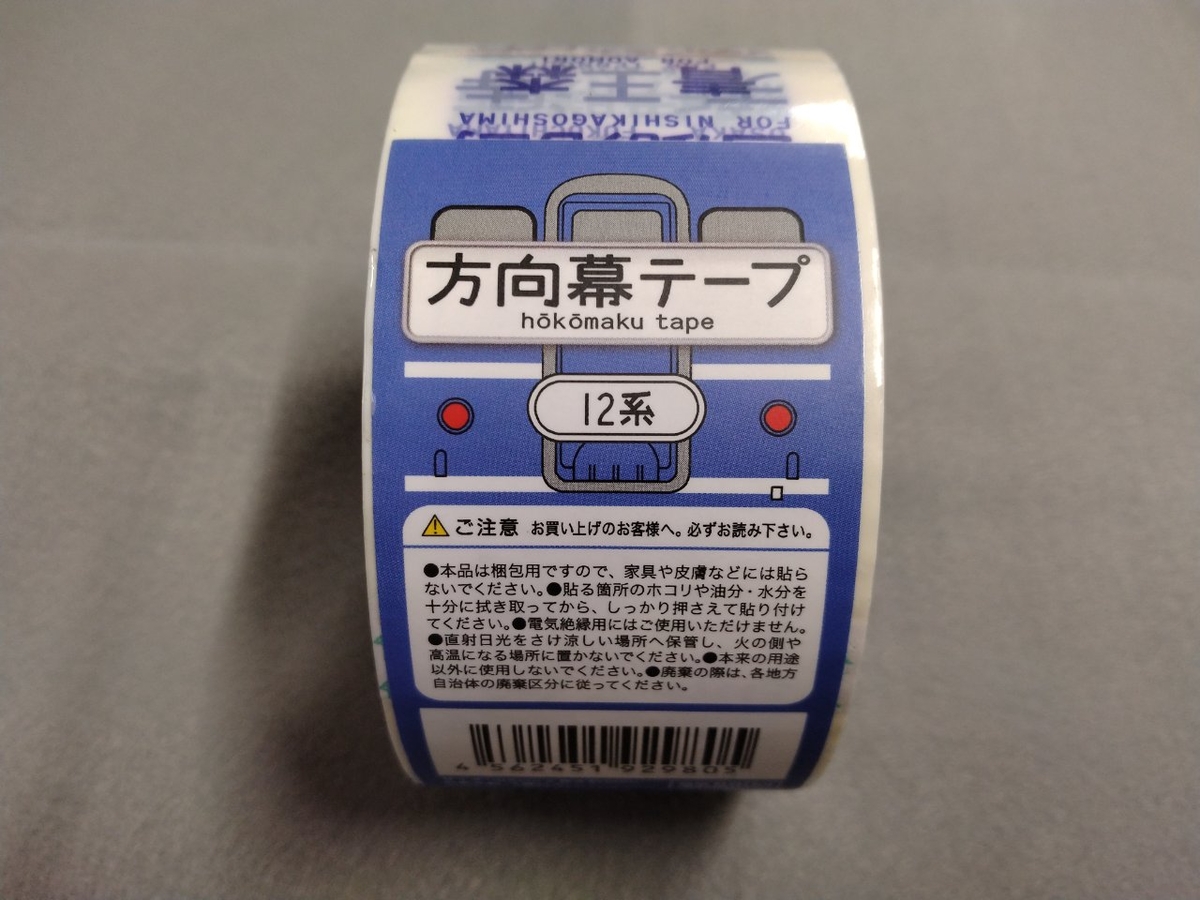 FOR NISHIKAGOSHIMA
方向幕テープ
hōkōmaku tape
12系
ご注意 お買い上げのお客様へ。必ずお読み下さい。
●本品は梱包用ですので、家具や皮膚などには貼ら
ないでください。●貼る箇所のホコリや油分・水分を
十分に拭き取ってから、しっかり押さえて貼り付け
てください。●電気絶縁用にはご使用いただけません。
●直射日光をさけ涼しい場所へ保管し、火の側や
高温になる場所に置かないでください。●本来の用途
以外に使用しないでください。●廃棄の際は、各地方
自治体の廃棄区分に従ってください。
4 562451 929805